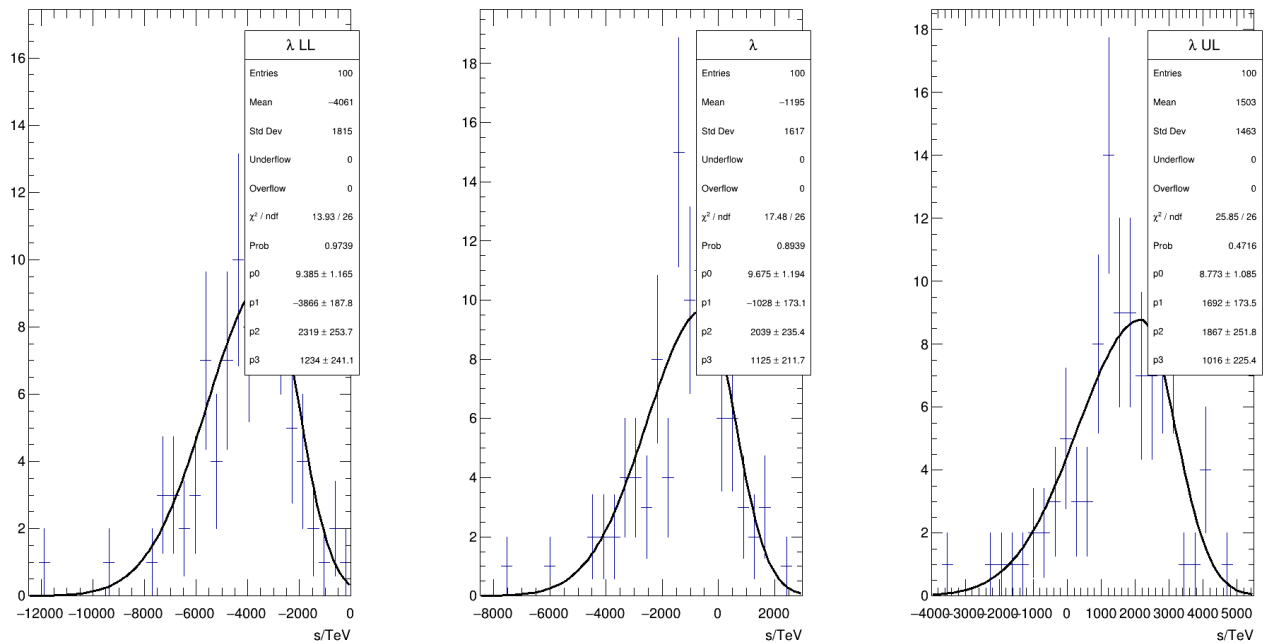 λ LL
Entries 100
Mean −4061
Std Dev 1815
Underflow 0
Overflow 0
χ² / ndf 13.93 / 26
Prob 0.9739
p0 9.385 ± 1.165
p1 −3866 ± 187.8
p2 2319 ± 253.7
p3 1234 ± 241.1
16
14
12
10
8
6
4
2
0
−12000 −10000 −8000 −6000 −4000 −2000 0
s/TeV
λ
Entries 100
Mean −1195
Std Dev 1617
Underflow 0
Overflow 0
χ² / ndf 17.48 / 26
Prob 0.8939
p0 9.675 ± 1.194
p1 −1028 ± 173.1
p2 2039 ± 235.4
p3 1125 ± 211.7
18
16
14
12
10
8
6
4
2
0
−8000 −6000 −4000 −2000 0 2000
s/TeV
λ UL
Entries 100
Mean 1503
Std Dev 1463
Underflow 0
Overflow 0
χ² / ndf 25.85 / 26
Prob 0.4716
p0 8.773 ± 1.085
p1 1692 ± 173.5
p2 1867 ± 251.8
p3 1016 ± 225.4
18
16
14
12
10
8
6
4
2
0
−4000 −3000 −2000 −1000 0 1000 2000 3000 4000 5000
s/TeV